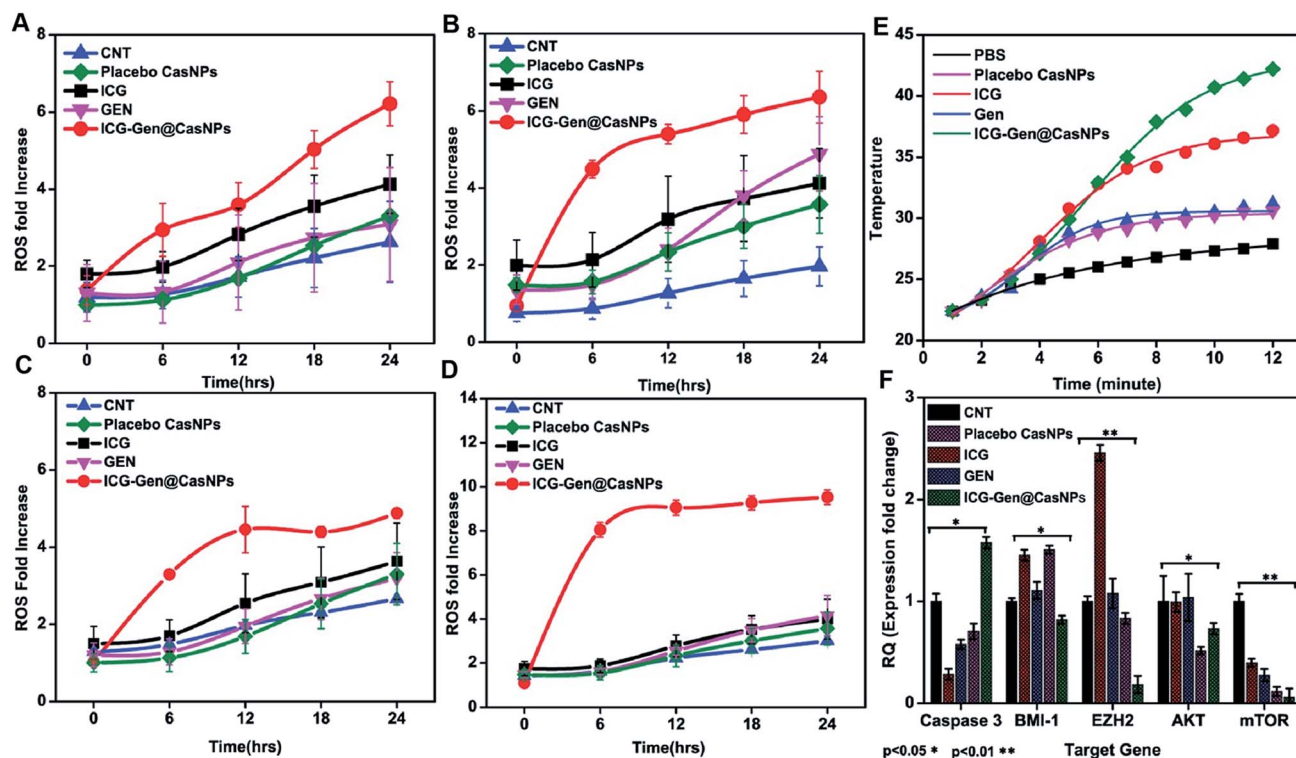 A
ROS fold Increase
8
6
4
2
0
CNT
Placebo CasNPs
ICG
GEN
ICG-Gen@CasNPs
0 6 12 18 24
Time(hrs)
B
ROS fold Increase
8
6
4
2
0
CNT
Placebo CasNPs
ICG
GEN
ICG-Gen@CasNPs
0 6 12 18 24
Time(hrs)
E
Temperature
45
40
35
30
25
20
PBS
Placebo CasNPs
ICG
Gen
ICG-Gen@CasNPs
0 2 4 6 8 10 12
Time (minute)
C
ROS Fold Increase
8
6
4
2
0
CNT
Placebo CasNPs
ICG
GEN
ICG-Gen@CasNPs
0 6 12 18 24
Time(hrs)
D
ROS fold Increase
14
12
10
8
6
4
2
0
CNT
Placebo CasNPs
ICG
GEN
ICG-Gen@CasNPs
0 6 12 18 24
Time(hrs)
F
RQ (Expression fold change)
3
2
1
0
CNT
Placebo CasNPs
ICG
GEN
ICG-Gen@CasNPs
*
*
**
*
**
Caspase 3 BMI-1 EZH2 AKT mTOR
p<0.05 * p<0.01 ** Target Gene